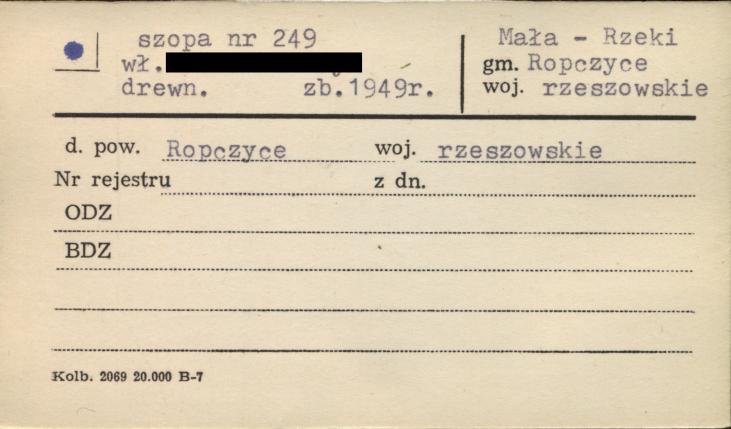 szopa nr 249
wł.
drewn. zb. 1949r.
Mała - Rzeki
gm. Ropczyce
woj. rzeszowskie
d. pow. Ropczyce woj. rzeszowskie
Nr rejestru z dn.
ODZ
BDZ
Kolb. 2069 20.000 B-7